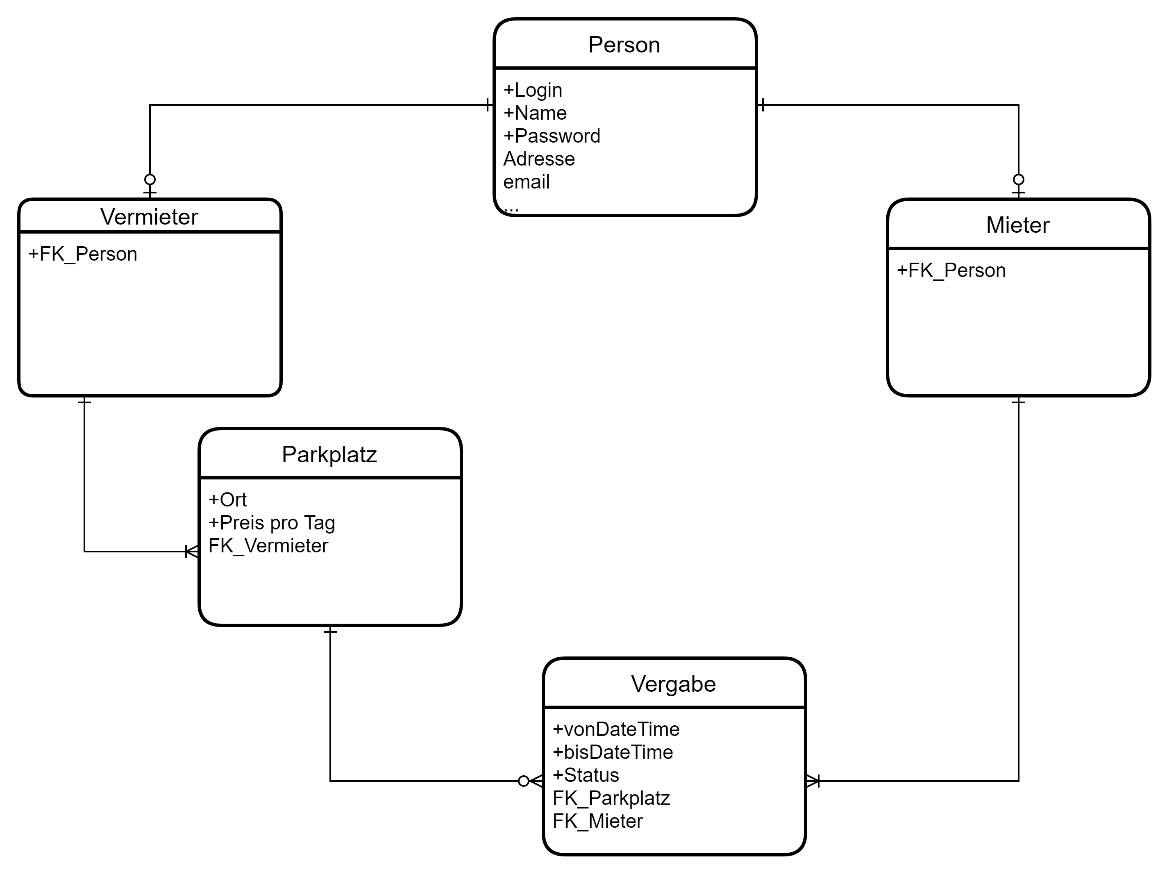 Person
+Login
+Name
+Password
Adresse
email
...
Vermieter
+FK_Person
Mieter
+FK_Person
Parkplatz
+Ort
+Preis pro Tag
FK_Vermieter
Vergabe
+vonDateTime
+bisDateTime
+Status
FK_Parkplatz
FK_Mieter